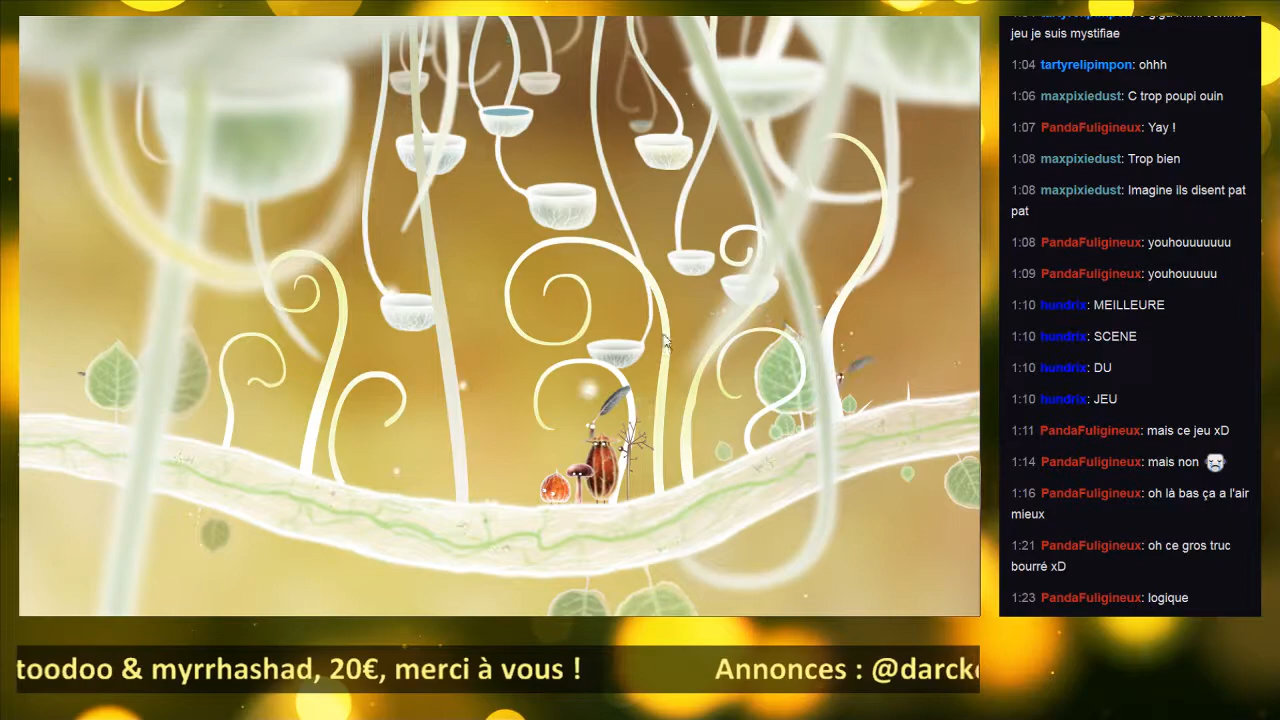 jeu je suis mystifiae
1:04 tartyrelipimpon: ohhh
1:06 maxpixiedust: C trop poupi ouin
1:07 PandaFuligineux: Yay !
1:08 maxpixiedust: Trop bien
1:08 maxpixiedust: Imagine ils disent pat
pat
1:08 PandaFuligineux: youhouuuuuuu
1:09 PandaFuligineux: youhouuuuu
1:10 hundrix: MEILLEURE
1:10 hundrix: SCENE
1:10 hundrix: DU
1:10 hundrix: JEU
1:11 PandaFuligineux: mais ce jeu xD
1:14 PandaFuligineux: mais non
1:16 PandaFuligineux: oh là bas ça a l'air
mieux
1:21 PandaFuligineux: oh ce gros truc
bourré xD
1:23 PandaFuligineux: logique
toodoo & myrrhashad, 20€, merci à vous ! Annonces : @darck